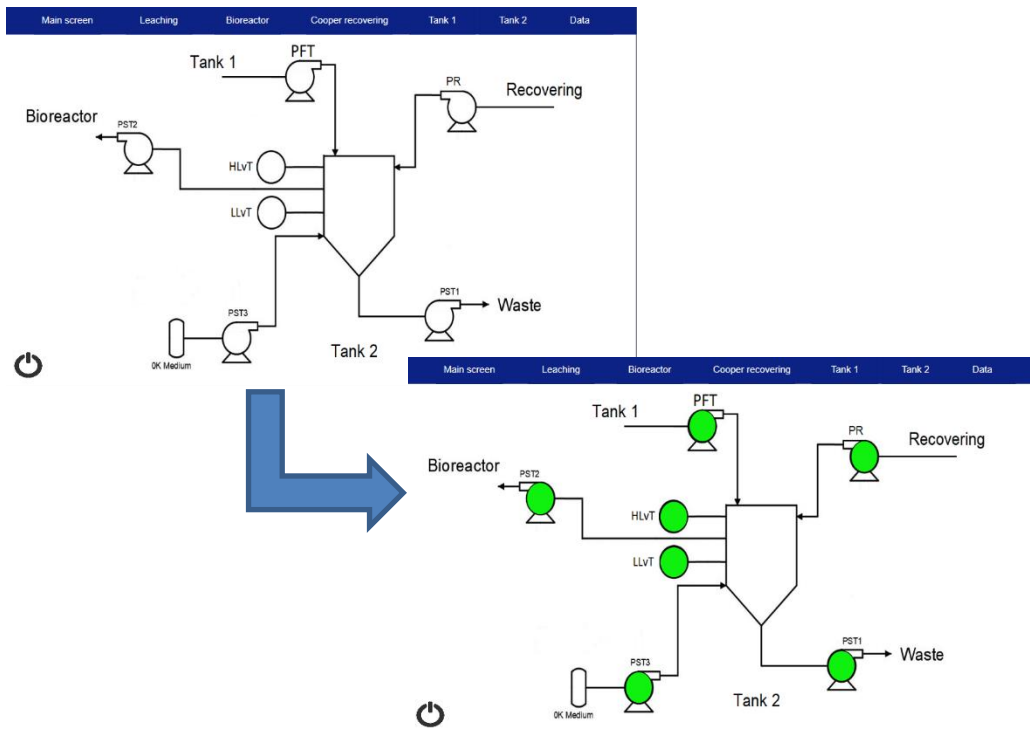 Main screen Leaching Bioreactor Cooper recovering Tank 1 Tank 2 Data
PFT
Tank 1
PR
Recovering
Bioreactor
PST2
HLvT
LLvT
PST1
Waste
PST3
Tank 2
0K Medium
Main screen Leaching Bioreactor Cooper recovering Tank 1 Tank 2 Data
PFT
Tank 1
PR
Recovering
Bioreactor
PST2
HLvT
LLvT
PST1
Waste
PST3
Tank 2
0K Medium